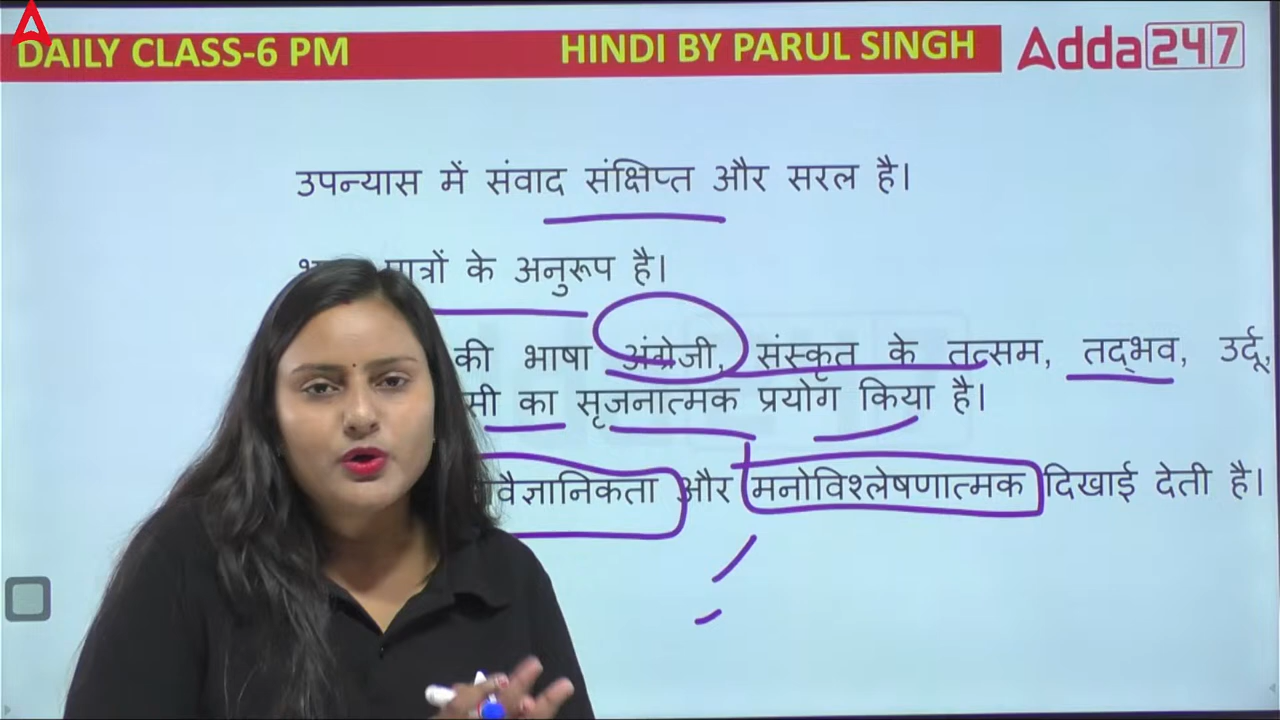 DAILY CLASS-6 PM
HINDI BY PARUL SINGH
Adda247
उपन्यास में संवाद संक्षिप्त और सरल है।
पात्रों के अनुरूप है।
की भाषा अंग्रेजी, संस्कृत के तत्सम, तद्भव, उर्दू,
का सृजनात्मक प्रयोग किया है।
और मनोविश्लेषणात्मक दिखाई देती है।